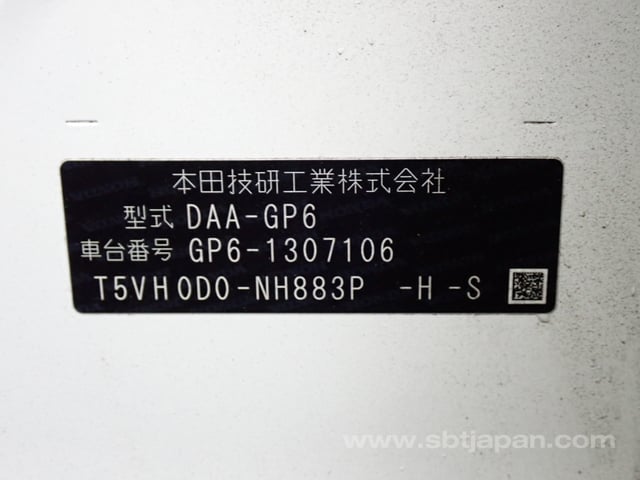 本田技研工業株式会社
型式 DAA-GP6
車台番号 GP6-1307106
T5VH0D0-NH883P -H -S
www.sbtjapan.com